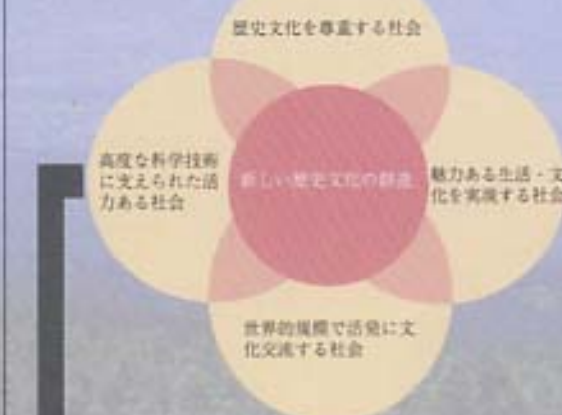 歴史文化を尊重する社会
高度な科学技術
に支えられた活
力ある社会
新しい歴史文化の創造
魅力ある生活・文
化を実現する社会
世界的規模で活発に文
化交流する社会